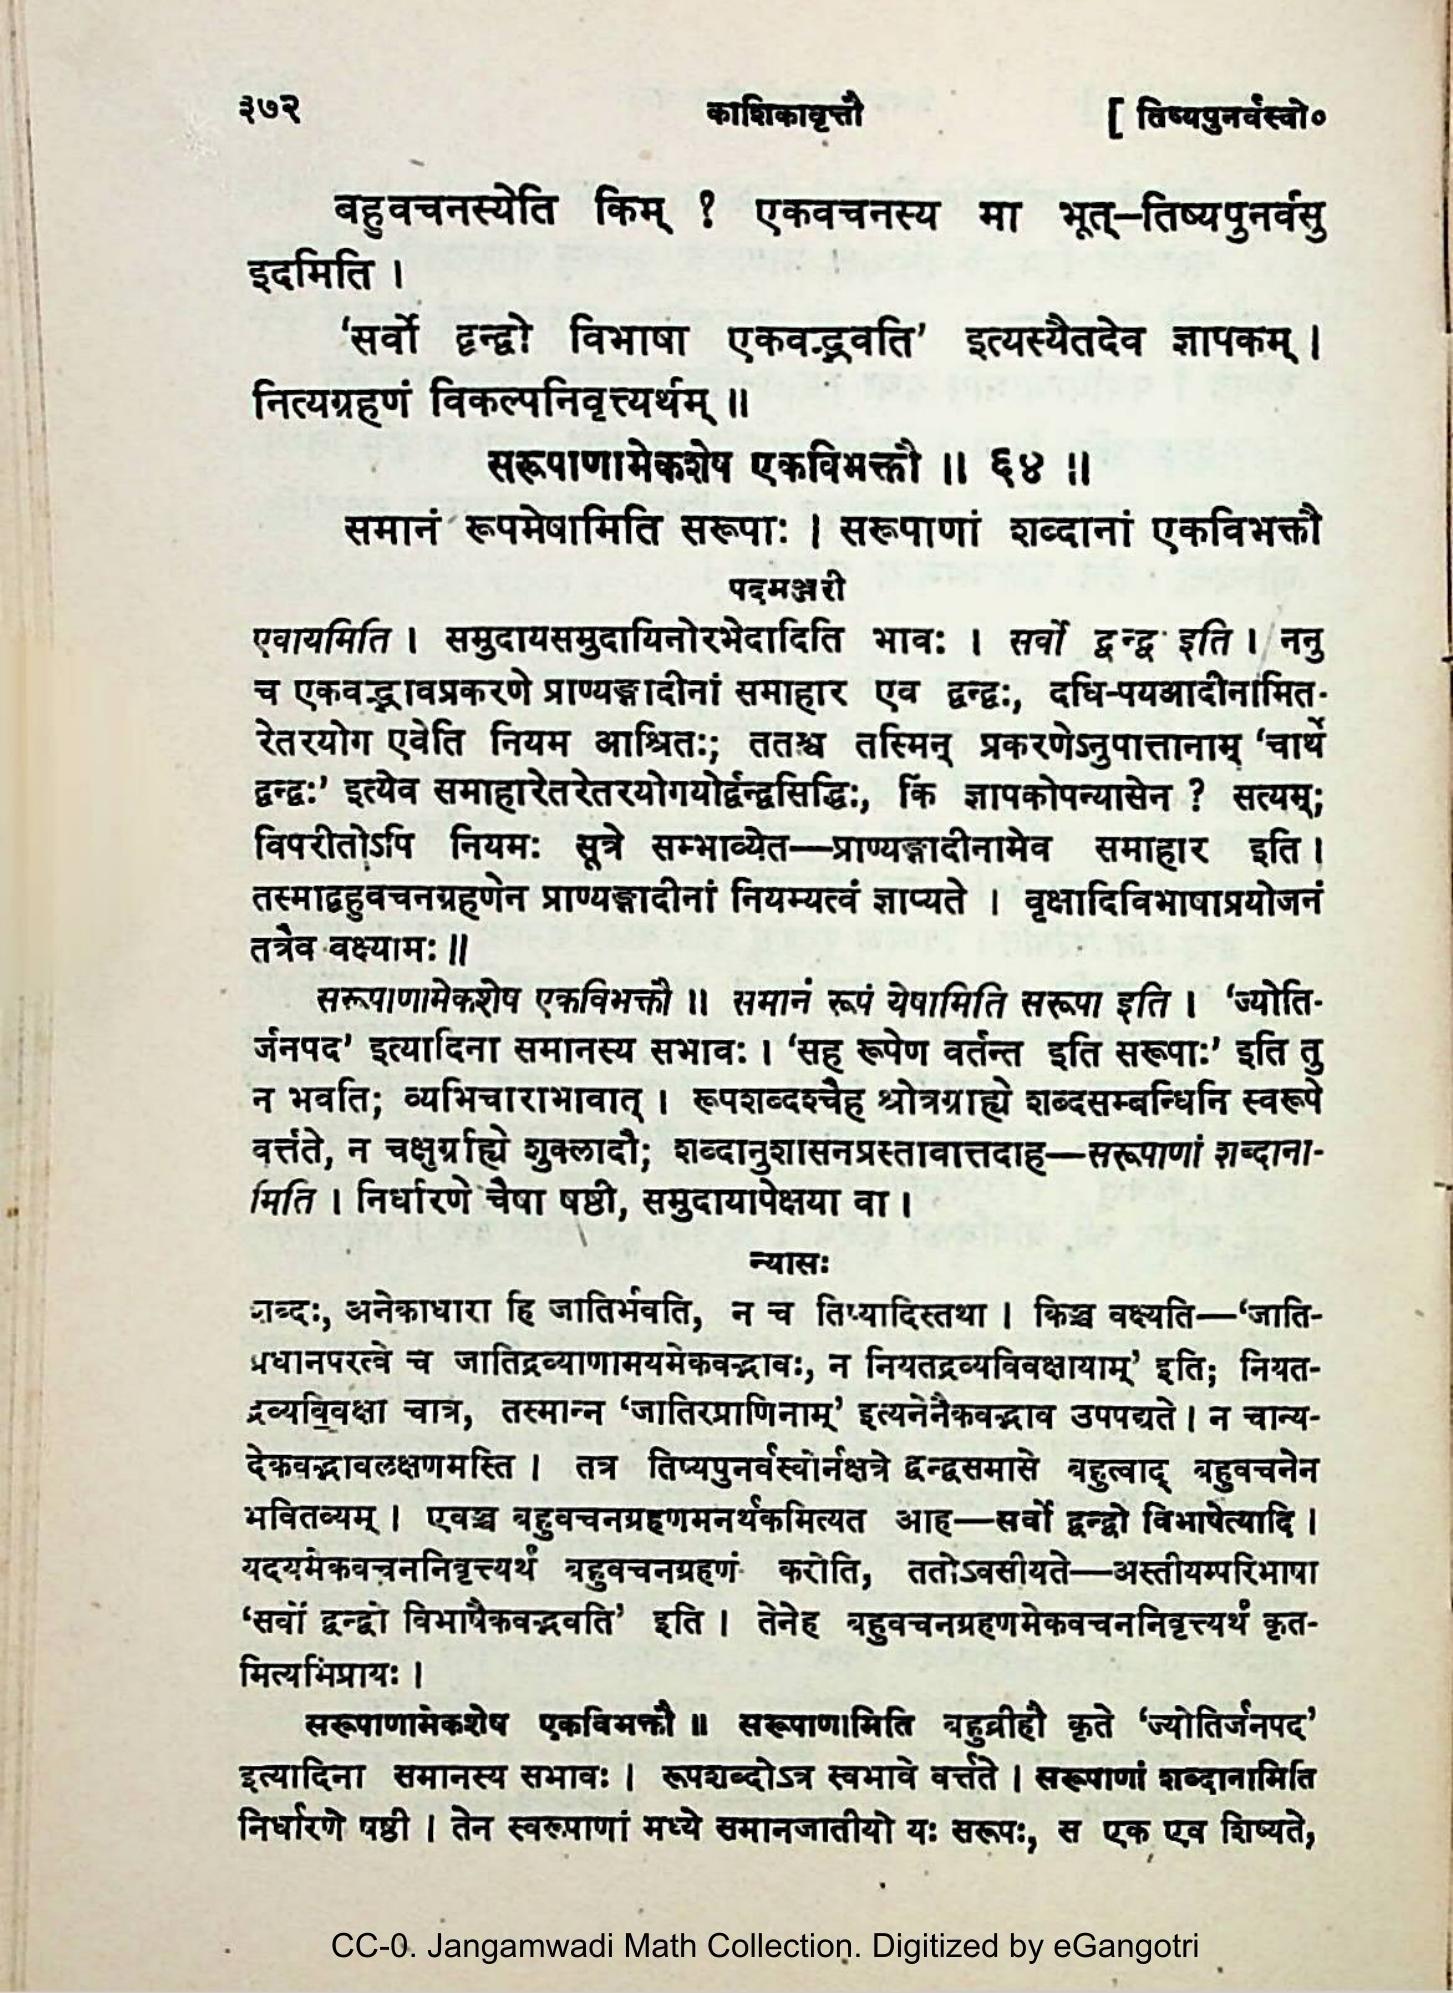 ३७२ काशिकावृत्तौ [ तिष्यपुनर्वस्वो०
बहुवचनस्येति किम् ? एकवचनस्य मा भूत्–तिष्यपुनर्वसु
इदमिति ।
‘सर्वो द्वन्द्वो विभाषा एकवद्भवति’ इत्यस्यैतदेव ज्ञापकम् ।
नित्यग्रहणं विकल्पनिवृत्त्यर्थम् ॥
सरूपाणामेकशेष एकविभक्तौ ॥ ६४ ॥
समानं रूपमेषामिति सरूपाः । सरूपाणां शब्दानां एकविभक्तौ
पदमञ्जरी
एवायमिति । समुदायसमुदायिनोरभेदादिति भावः । सर्वो द्वन्द्व इति । ननु
च एकवद्भावप्रकरणे प्राण्यङ्गादीनां समाहार एव द्वन्द्वः, दधि-पयआदीनामित-
रेतरयोग एवेति नियम आश्रितः; ततश्च तस्मिन् प्रकरणेऽनुपात्तानाम् ‘चार्थे
द्वन्द्वः’ इत्येव समाहारेतरेतरयोगयोर्द्वन्द्वसिद्धिः, किं ज्ञापकोपन्यासेन ? सत्यम्;
विपरीतोऽपि नियमः सूत्रे सम्भाव्येत—प्राण्यङ्गादीनामेव समाहार इति ।
तस्माद्बहुवचनग्रहणेन प्राण्यङ्गादीनां नियम्यत्वं ज्ञाप्यते । वृक्षादिविभाषाप्रयोजनं
तत्रैव वक्ष्यामः ॥
सरूपाणामेकशेष एकविभक्तौ ॥ समानं रूपं येषामिति सरूपा इति । ‘ज्योति-
र्जनपद’ इत्यादिना समानस्य सभावः । ‘सह रूपेण वर्तन्त इति सरूपाः’ इति तु
न भवति; व्यभिचाराभावात् । रूपशब्दश्चेह श्रोत्रग्राह्ये शब्दसम्बन्धिनि स्वरूपे
वर्त्तते, न चक्षुर्ग्राह्ये शुक्लादौ; शब्दानुशासनप्रस्तावात्तदाह—सरूपाणां शब्दाना-
मिति । निर्धारणे चैषा षष्ठी, समुदायापेक्षया वा ।
न्यासः
शब्दः, अनेकाधारा हि जातिर्भवति, न च तिष्यादिस्तथा । किञ्च वक्ष्यति—‘जाति-
प्रधानपरत्वे च जातिद्रव्याणामयमेकवद्भावः, न नियतद्रव्यविवक्षायाम्’ इति; नियत-
द्रव्यविवक्षा चात्र, तस्मान्न ‘जातिरप्राणिनाम्’ इत्यनेनैकवद्भाव उपपद्यते । न चान्य-
देकवद्भावलक्षणमस्ति । तत्र तिष्यपुनर्वस्वोर्नक्षत्रे द्वन्द्वसमासे बहुत्वाद् बहुवचनेन
भवितव्यम् । एवञ्च बहुवचनग्रहणमनर्थकमित्यत आह—सर्वो द्वन्द्वो विभाषेत्यादि ।
यदयमेकवचननिवृत्त्यर्थं बहुवचनग्रहणं करोति, ततोऽवसीयते—अस्तीयम्परिभाषा
‘सर्वो द्वन्द्वो विभाषैकवद्भवति’ इति । तेनेह बहुवचनग्रहणमेकवचननिवृत्त्यर्थं कृत-
मित्यभिप्रायः ।
सरूपाणामेकशेष एकविभक्तौ ॥ सरूपाणामिति बहुव्रीहौ कृते ‘ज्योतिर्जनपद’
इत्यादिना समानस्य सभावः । रूपशब्दोऽत्र स्वभावे वर्त्तते । सरूपाणां शब्दानामिति
निर्धारणे षष्ठी । तेन स्वरूपाणां मध्ये समानजातीयो यः सरूपः, स एक एव शिष्यते,
CC-0. Jangamwadi Math Collection. Digitized by eGangotri